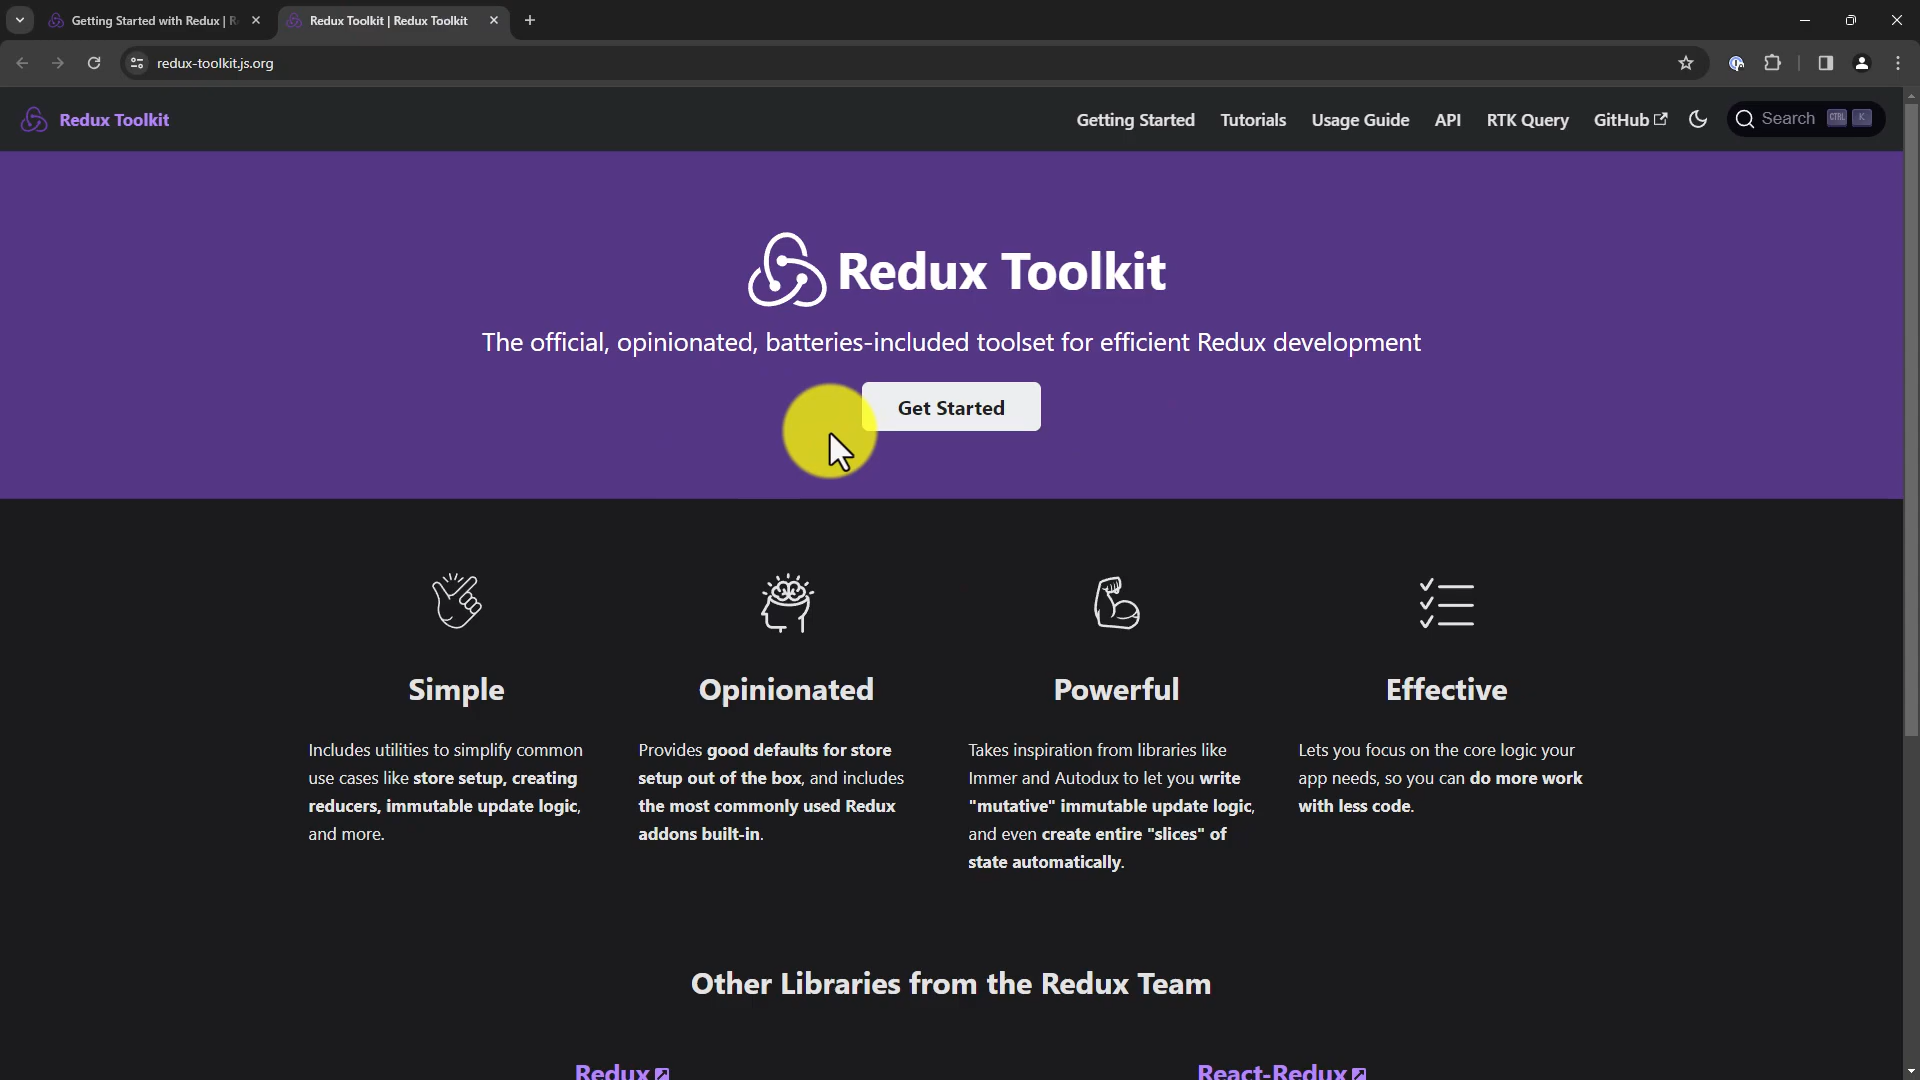 Getting Started with Redux |
Redux Toolkit | Redux Toolkit
redux-toolkit.js.org
Redux Toolkit
Getting Started
Tutorials
Usage Guide
API
RTK Query
GitHub
Search
CTRL
K
Redux Toolkit
The official, opinionated, batteries-included toolset for efficient Redux development
Get Started
Simple
Includes utilities to simplify common
use cases like store setup, creating
reducers, immutable update logic,
and more.
Opinionated
Provides good defaults for store
setup out of the box, and includes
the most commonly used Redux
addons built-in.
Powerful
Takes inspiration from libraries like
Immer and Autodux to let you write
"mutative" immutable update logic,
and even create entire "slices" of
state automatically.
Effective
Lets you focus on the core logic your
app needs, so you can do more work
with less code.
Other Libraries from the Redux Team
Redux
React-Redux